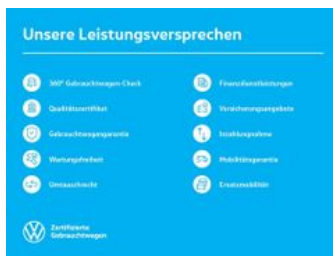 Unsere Leistungsversprechen
360° Gebrauchtwagen-Check
Qualitätszertifikat
Gebrauchtwagengarantie
Wartungsfreiheit
Umtauschrecht
Finanzdienstleistungen
Versicherungsangebote
Inzahlungnahme
Mobilitätsgarantie
Ersatzmobilität
Zertifizierte
Gebrauchtwagen